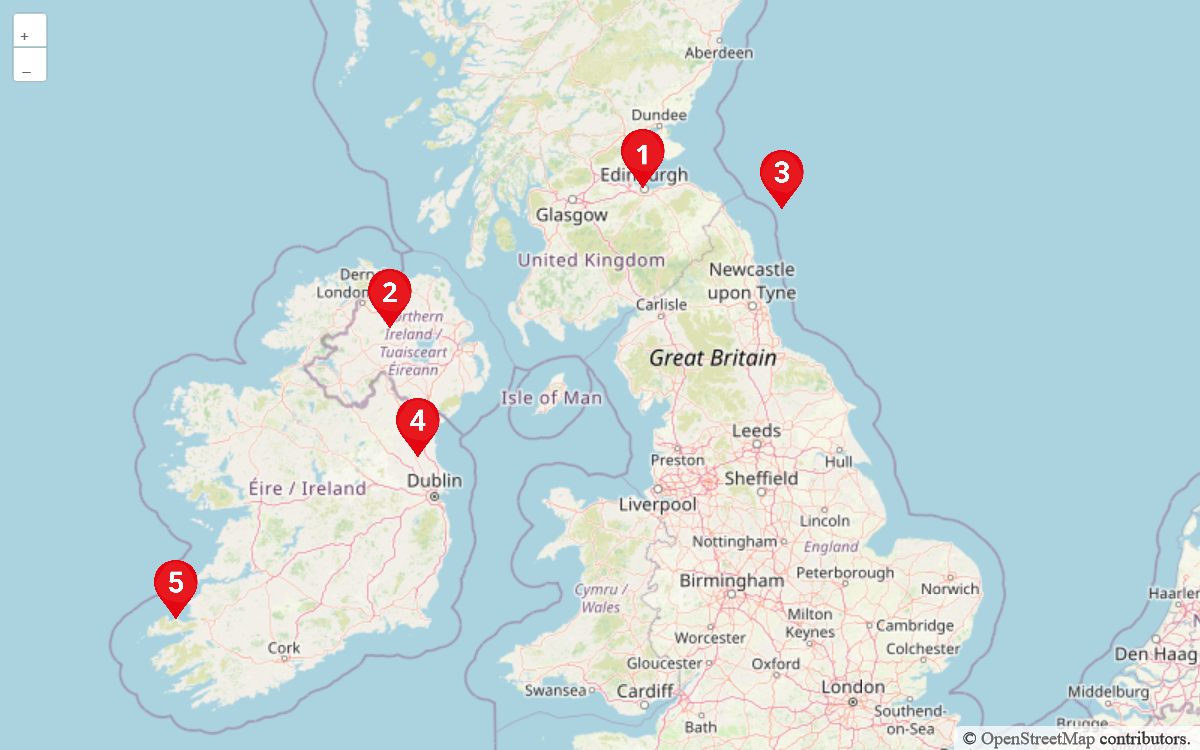 +
−
Aberdeen
Dundee
1
3
Edin urgh
Glasgow
United Kingdom
Newcastle
upon Tyne
Derry
London
2
Northern
Ireland /
Tuaisceart
Éireann
Carlisle
Great Britain
Isle of Man
4
Leeds
Preston
Hull
Sheffield
Dublin
Éire / Ireland
Liverpool
Lincoln
Nottingham
England
5
Birmingham
Peterborough
Norwich
Cymru /
Wales
Haarlem
Milton
Keynes
Cambridge
Worcester
Cork
Colchester
Den Haag
Gloucester
Oxford
Swansea
Cardiff
London
Middelburg
Southend-
on-Sea
Bath
Brugge
© OpenStreetMap contributors.